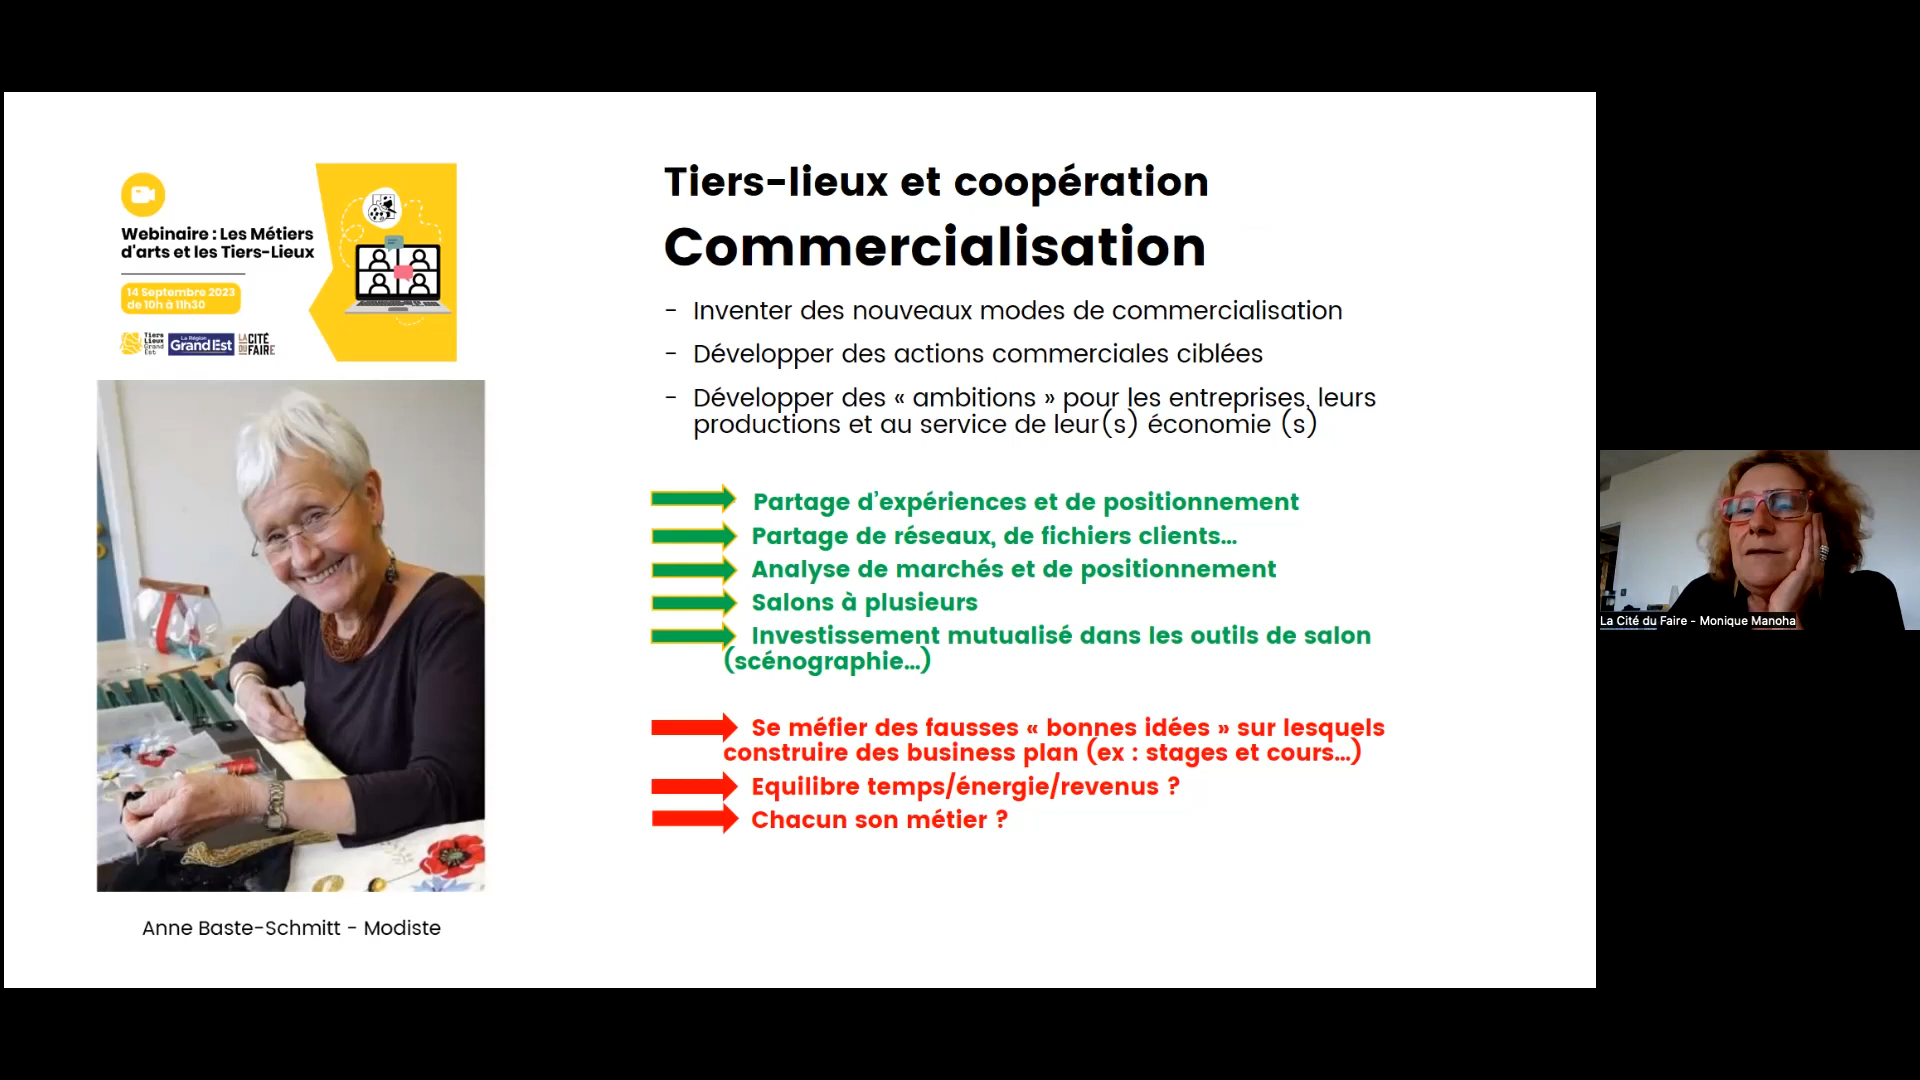 Webinaire : Les Métiers
d'arts et les Tiers-Lieux
14 Septembre 2023
de 10h à 11h30
Tiers
Lieux
Grand
Est
La Région
Grand Est
LA CITÉ
DU FAIRE
Anne Baste-Schmitt - Modiste
Tiers-lieux et coopération
Commercialisation
- Inventer des nouveaux modes de commercialisation
- Développer des actions commerciales ciblées
- Développer des « ambitions » pour les entreprises, leurs
productions et au service de leur(s) économie (s)
Partage d’expériences et de positionnement
Partage de réseaux, de fichiers clients...
Analyse de marchés et de positionnement
Salons à plusieurs
Investissement mutualisé dans les outils de salon
(scénographie...)
Se méfier des fausses « bonnes idées » sur lesquels
construire des business plan (ex : stages et cours...)
Equilibre temps/énergie/revenus ?
Chacun son métier ?
La Cité du Faire - Monique Manoha